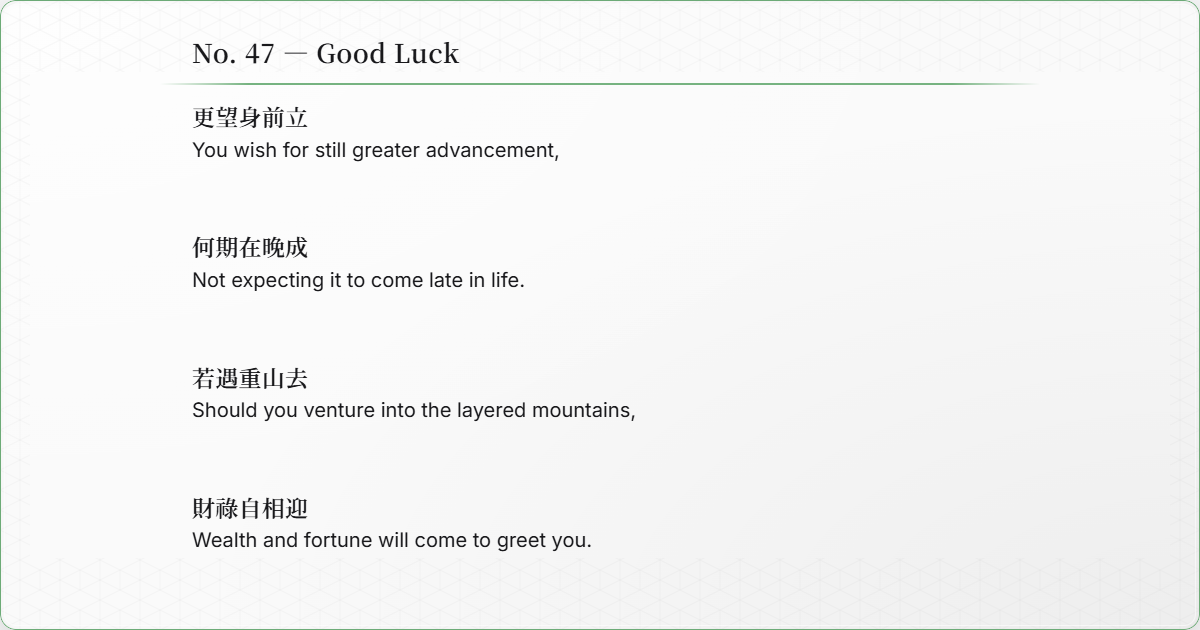 No. 47 — Good Luck
更望身前立
You wish for still greater advancement,
何期在晩成
Not expecting it to come late in life.
若遇重山去
Should you venture into the layered mountains,
財祿自相迎
Wealth and fortune will come to greet you.